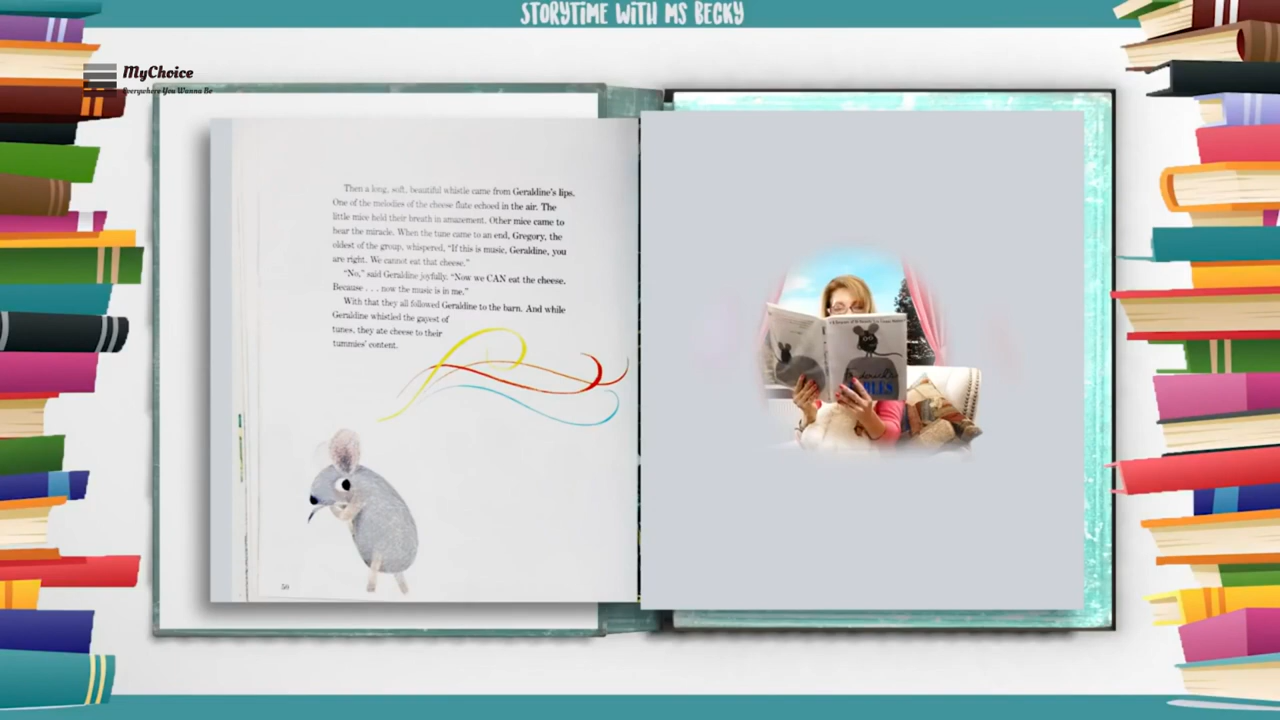 STORYTIME WITH MS BECKY
MyChoice
Everywhere You Wanna Be
Then a long, soft, beautiful whistle came from Geraldine's lips.
One of the melodies of the cheese flute echoed in the air. The
little mice held their breath in amazement. Other mice came to
hear the miracle. When the tune came to an end, Gregory, the
oldest of the group, whispered, "If this is music, Geraldine, you
are right. We cannot eat that cheese."
"No," said Geraldine joyfully. "Now we CAN eat the cheese.
Because . . . now the music is in me."
With that they all followed Geraldine to the barn. And while
Geraldine whistled the gayest of
tunes, they ate cheese to their
tummies' content.
50